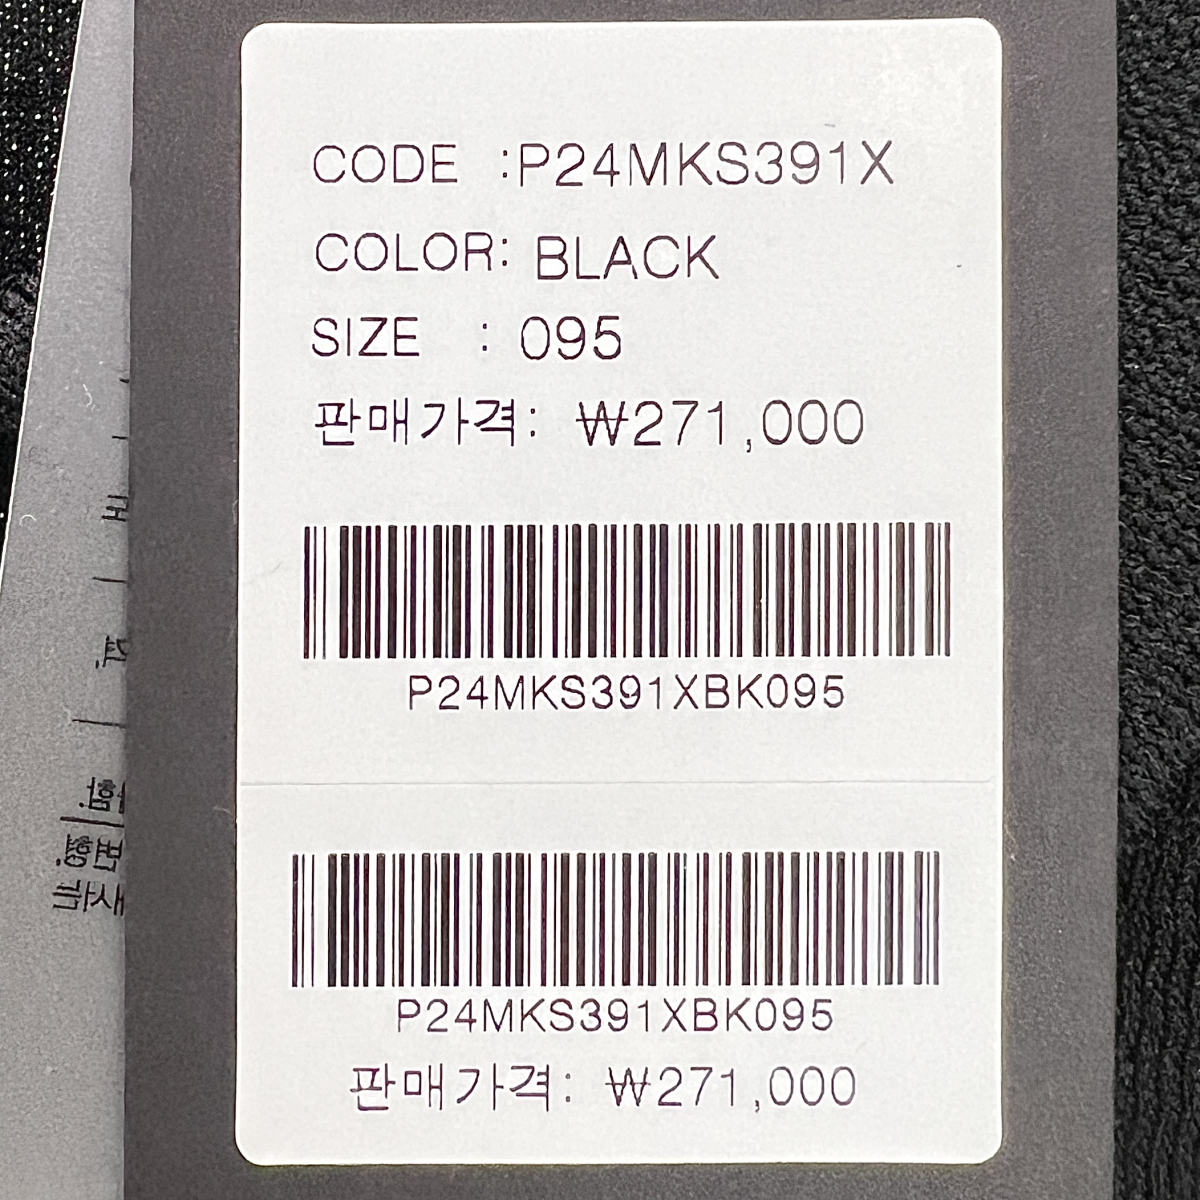 CODE :P24MKS391X
COLOR: BLACK
SIZE : 095
판매가격: ₩271,000
P24MKS391XBK095
P24MKS391XBK095
판매가격: ₩271,000